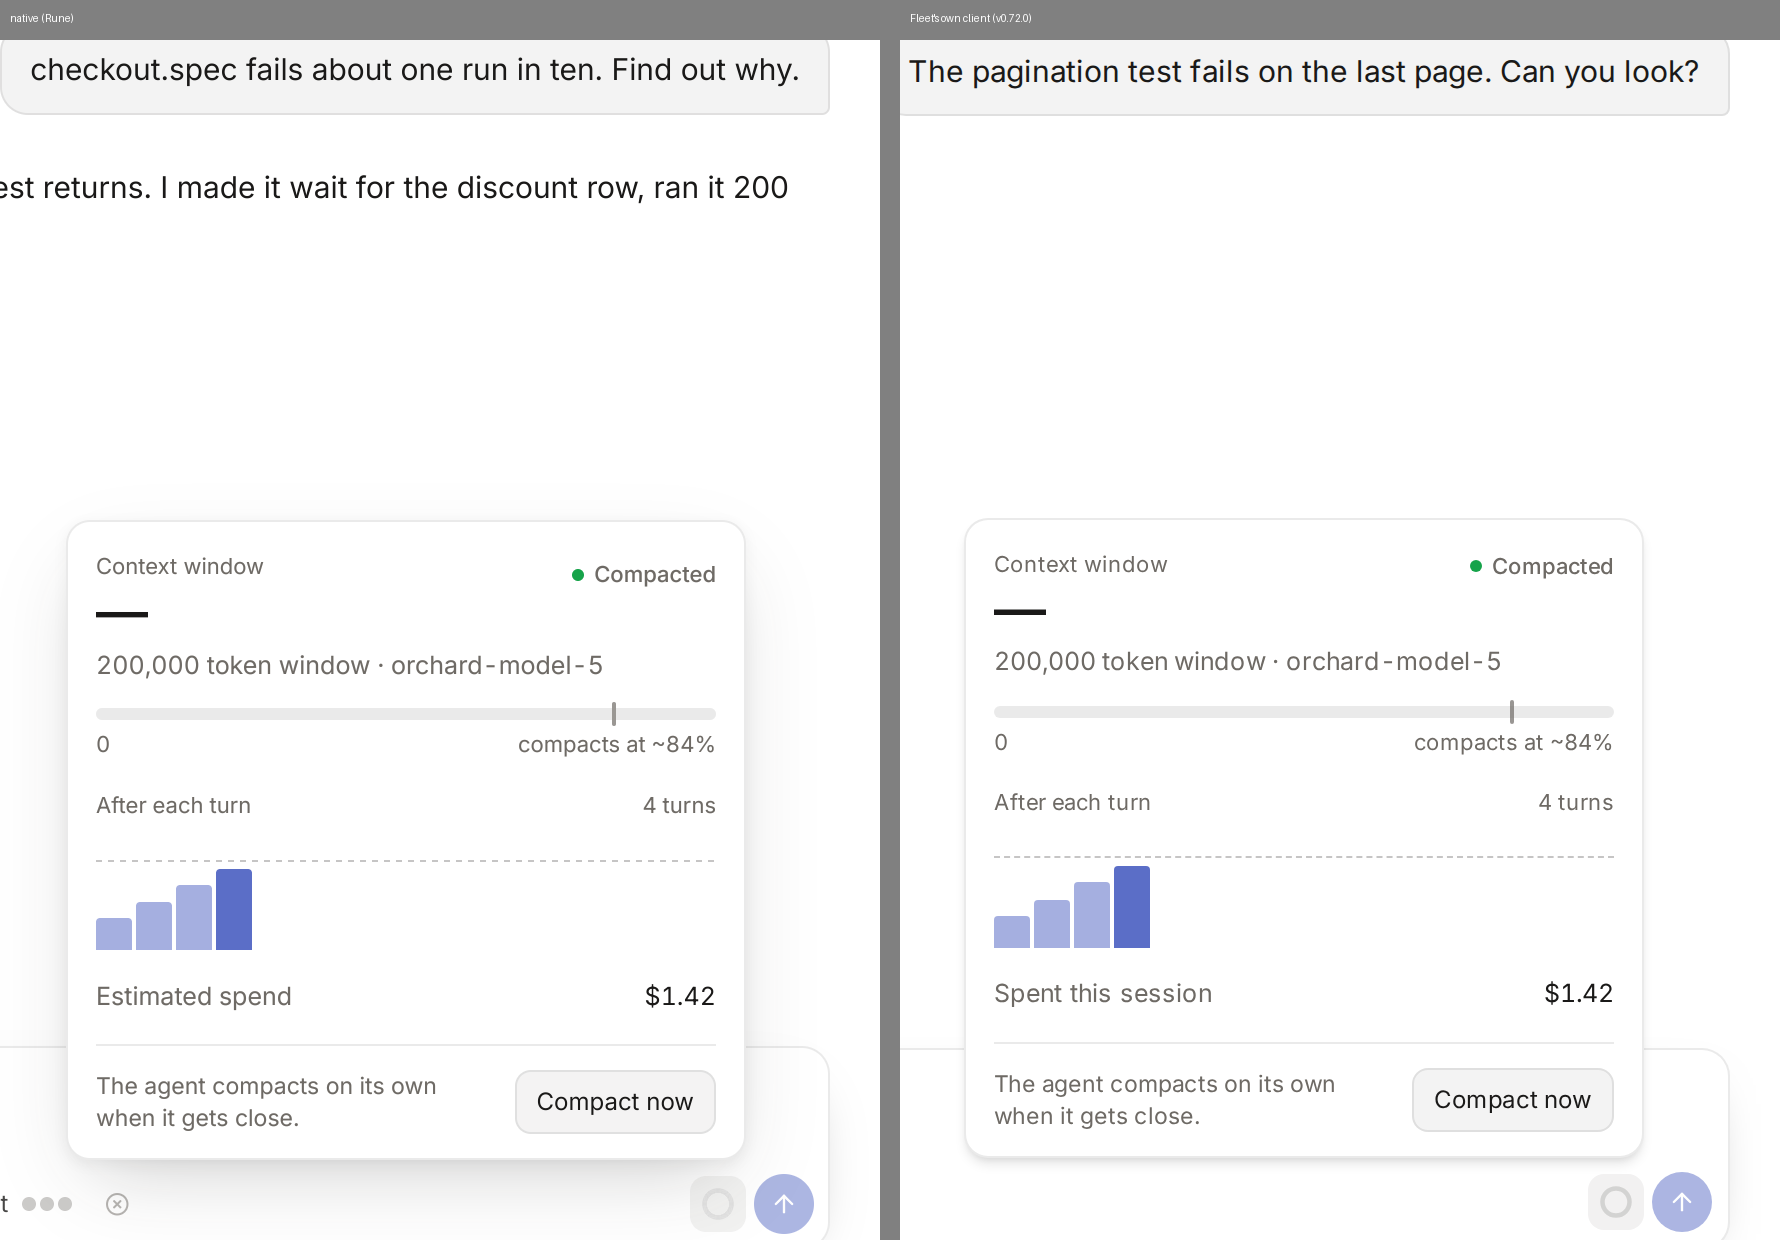 native (Rune)
checkout.spec fails about one run in ten. Find out why.
est returns. I made it wait for the discount row, ran it 200
Context window
Compacted
200,000 token window · orchard-model-5
0
compacts at ~84%
After each turn
4 turns
Estimated spend
$1.42
The agent compacts on its own
when it gets close.
Compact now
t
Fleet's own client (v0.72.0)
The pagination test fails on the last page. Can you look?
Context window
Compacted
200,000 token window · orchard-model-5
0
compacts at ~84%
After each turn
4 turns
Spent this session
$1.42
The agent compacts on its own
when it gets close.
Compact now